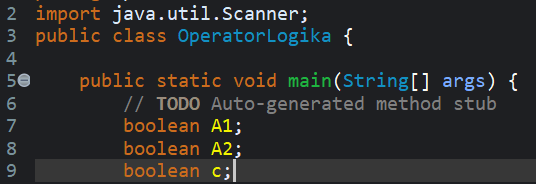 2 import java.util.Scanner;
3 public class OperatorLogika {
4
5 public static void main(String[] args) {
6 // TODO Auto-generated method stub
7 boolean A1;
8 boolean A2;
9 boolean c;